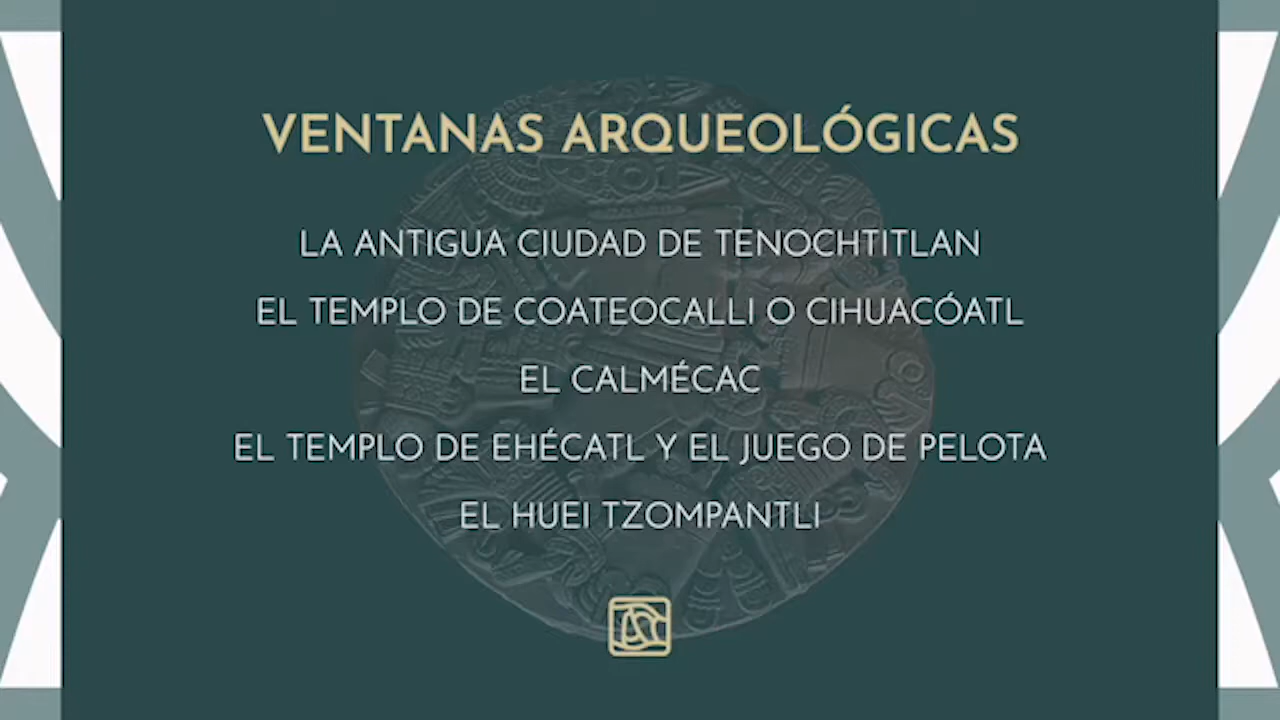 VENTANAS ARQUEOLÓGICAS
LA ANTIGUA CIUDAD DE TENOCHTITLAN
EL TEMPLO DE COATEOCALLI O CIHUACÓATL
EL CALMÉCAC
EL TEMPLO DE EHÉCATL Y EL JUEGO DE PELOTA
EL HUEI TZOMPANTLI